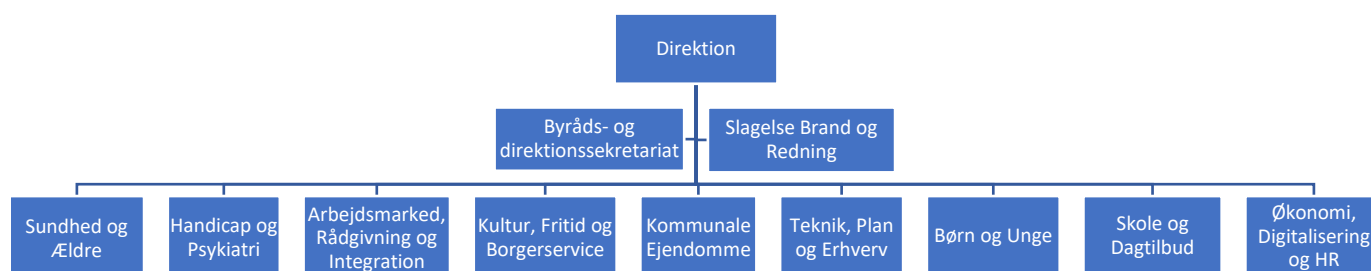 Direktion
Byråds- og
direktionssekretariat
Slagelse Brand og
Redning
Sundhed og
Ældre
Handicap og
Psykiatri
Arbejdsmarked,
Rådgivning og
Integration
Kultur, Fritid og
Borgerservice
Kommunale
Ejendomme
Teknik, Plan
og Erhverv
Børn og Unge
Skole og
Dagtilbud
Økonomi,
Digitalisering
og HR